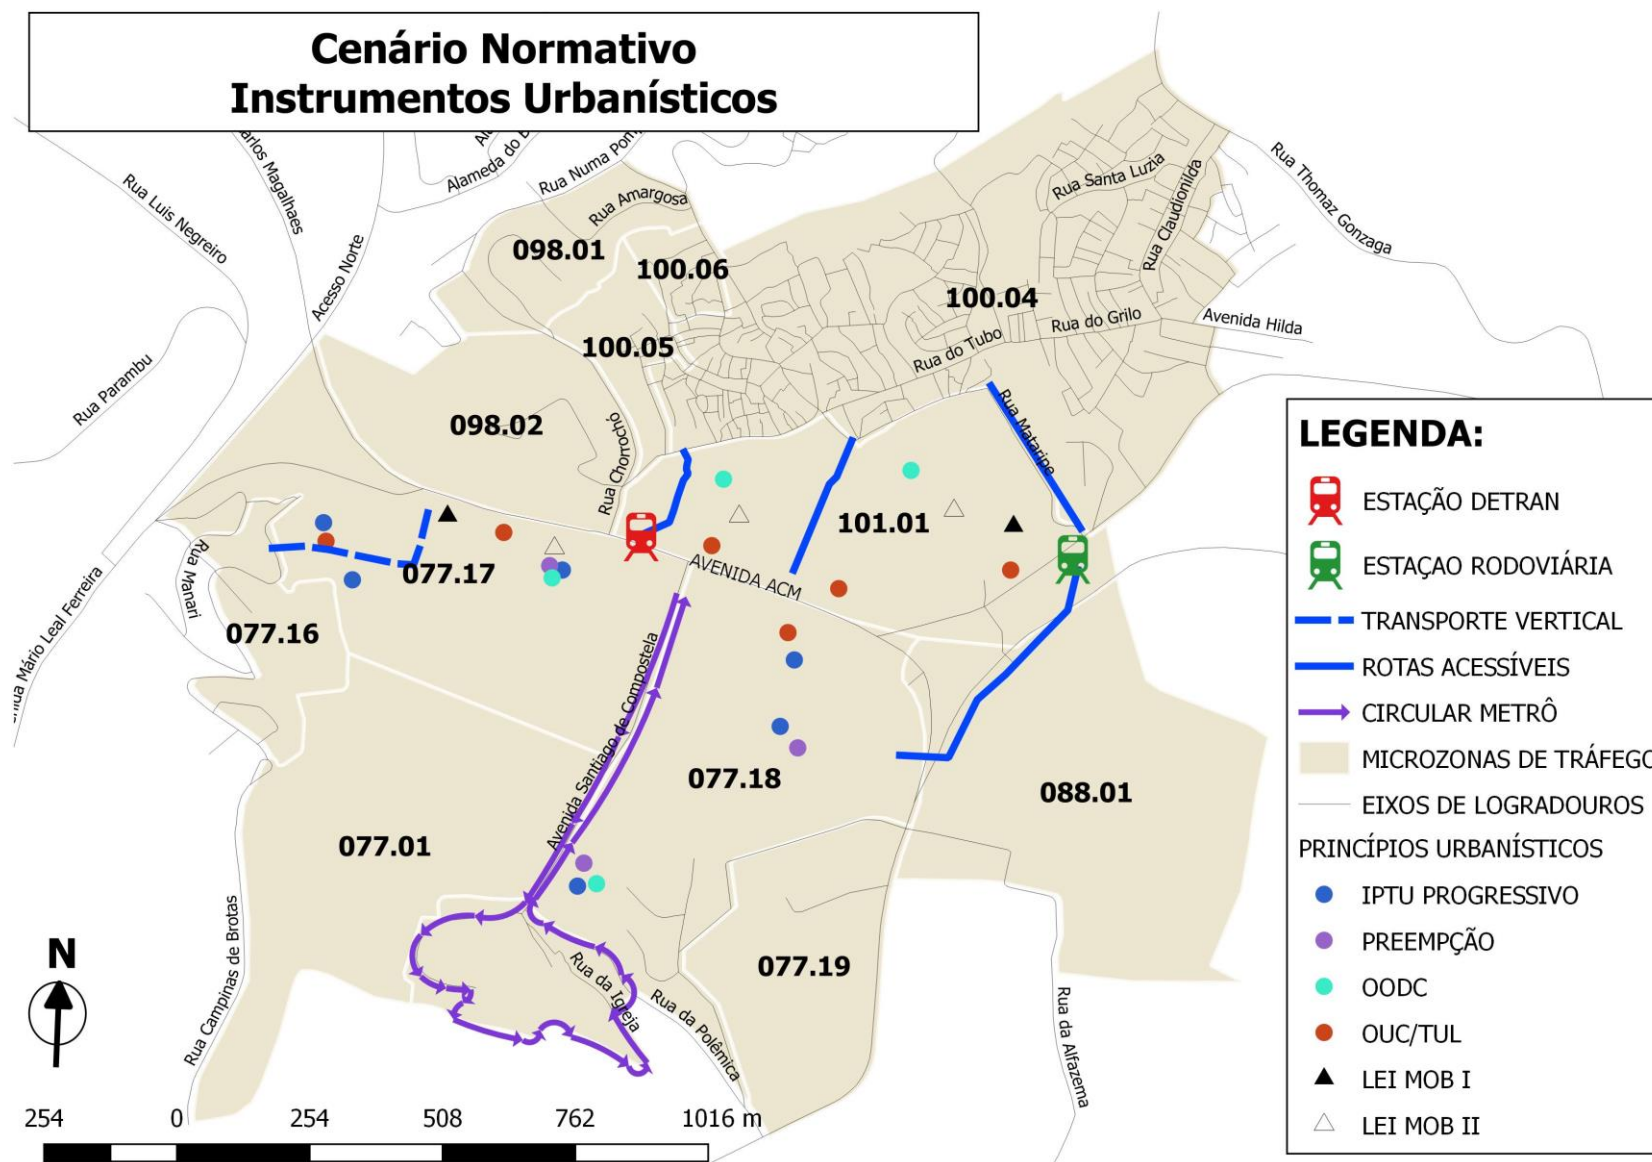 Cenário Normativo
Instrumentos Urbanísticos
arlos Magalhaes
Alameda do
Rua Numa
Rua Luis Negreiro
Acesso Norte
Rua Amargosa
098.01
100.06
Rua Santa Luzia
Rua Claudionilda
Rua Thomaz Gonzaga
100.04
Rua do Grilo
Avenida Hilda
Rua do Tubo
100.05
Rua Parambu
098.02
Rua Chorrochó
Rua Mataripe
101.01
AVENIDA ACM
Rua Manari
077.17
077.16
Mário Leal Ferreira
Avenida Santiago de Compostela
077.18
088.01
077.01
077.19
Rua Campinas de Brotas
Rua da Igreja
Rua da Polêmica
Rua da Alfazema
N
254 0 254 508 762 1016 m
LEGENDA:
ESTAÇÃO DETRAN
ESTAÇAO RODOVIÁRIA
TRANSPORTE VERTICAL
ROTAS ACESSÍVEIS
CIRCULAR METRÔ
MICROZONAS DE TRÁFEGO
EIXOS DE LOGRADOUROS
PRINCÍPIOS URBANÍSTICOS
IPTU PROGRESSIVO
PREEMPÇÃO
OODC
OUC/TUL
LEI MOB I
LEI MOB II